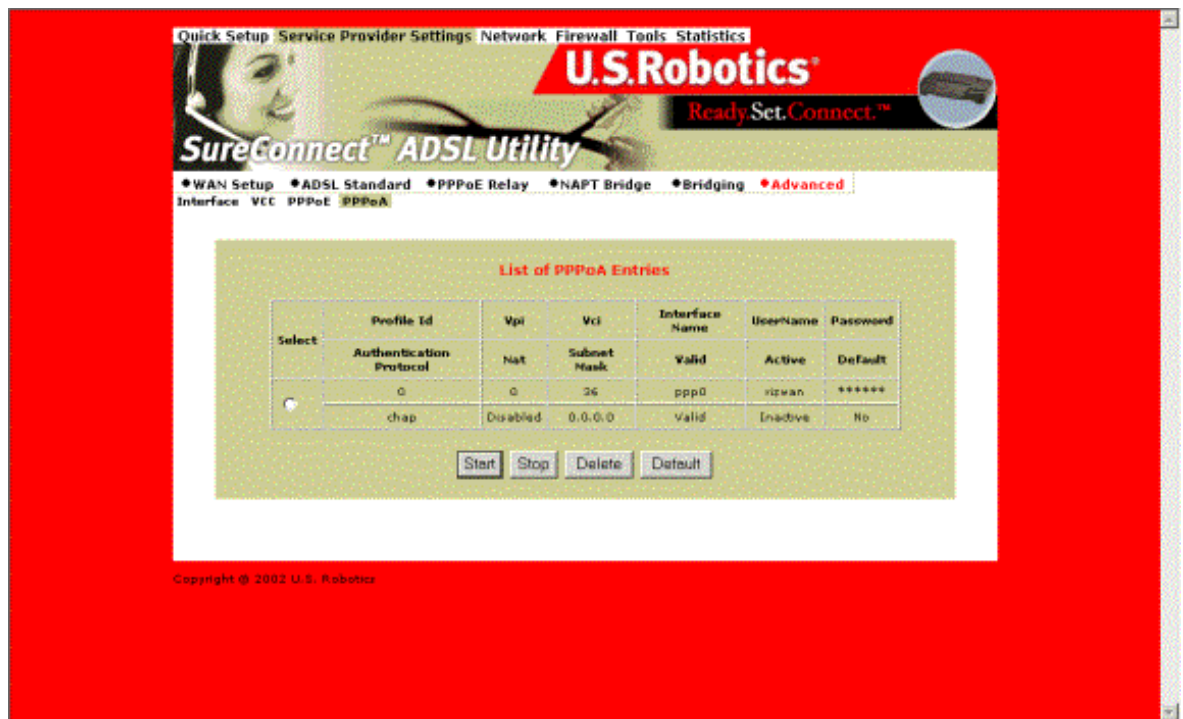 Quick Setup Service Provider Settings Network Firewall Tools Statistics
U.S.Robotics®
Ready.Set.Connect.™
SureConnect™ ADSL Utility
WAN Setup ADSL Standard PPPoE Relay NAPT Bridge Bridging Advanced
Interface VCC PPPoE PPPoA
List of PPPoA Entries
Select
Profile Id Vpi Vci Interface Name UserName Password
Authentication Protocol Nat Subnet Mask Valid Active Default
0 0 36 ppp0 rizwan ******
chap Disabled 0.0.0.0 Valid Inactive No
Start Stop Delete Default
Copyright @ 2002 U.S. Robotics